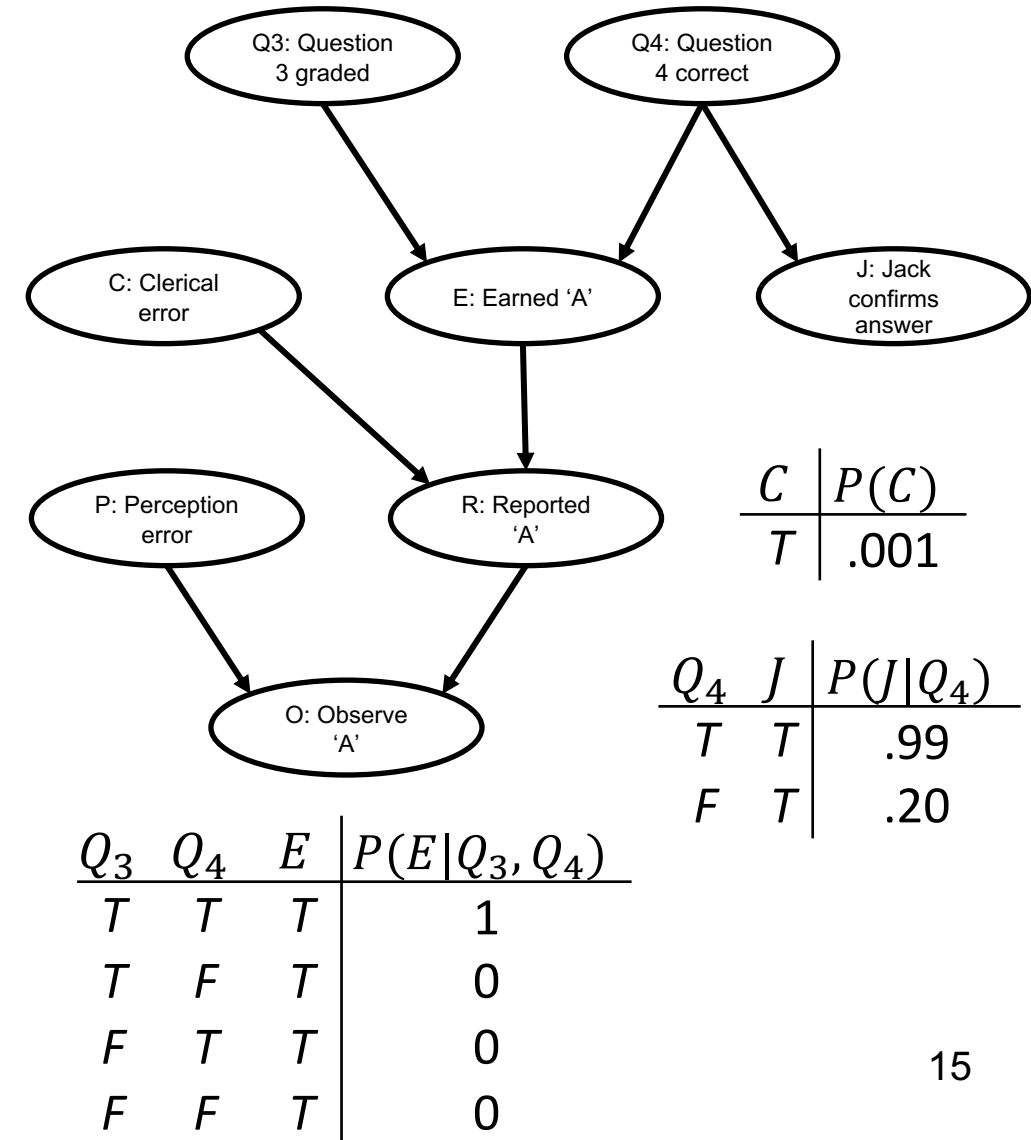 Q3: Question
3 graded
Q4: Question
4 correct
C: Clerical
error
E: Earned ‘A’
J: Jack
confirms
answer
P: Perception
error
R: Reported
‘A’
O: Observe
‘A’
C P(C)
T .001
Q₄ J P(J|Q₄)
T T .99
F T .20
Q₃ Q₄ E P(E|Q₃, Q₄)
T T T 1
T F T 0
F T T 0
F F T 0
15